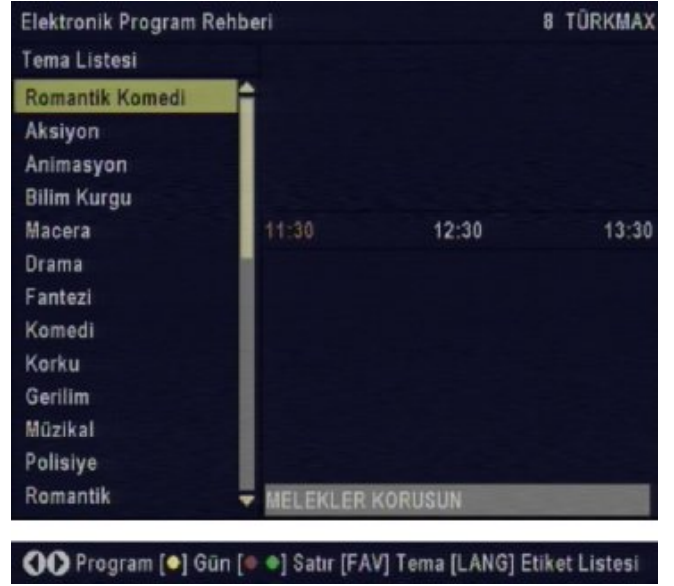 Elektronik Program Rehberi 8 TÜRKMAX
Tema Listesi
Romantik Komedi
Aksiyon
Animasyon
Bilim Kurgu
Macera 11:30 12:30 13:30
Drama
Fantezi
Komedi
Korku
Gerilim
Müzikal
Polisiye
Romantik MELEKLER KORUSUN
Program [●] Gün [● ●] Satır [FAV] Tema [LANG] Etiket Listesi